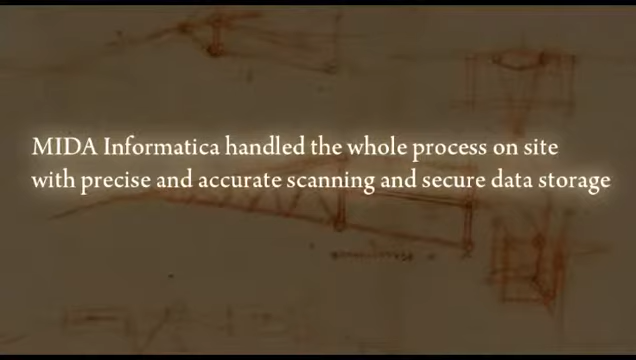 MIDA Informatica handled the whole process on site
with precise and accurate scanning and secure data storage